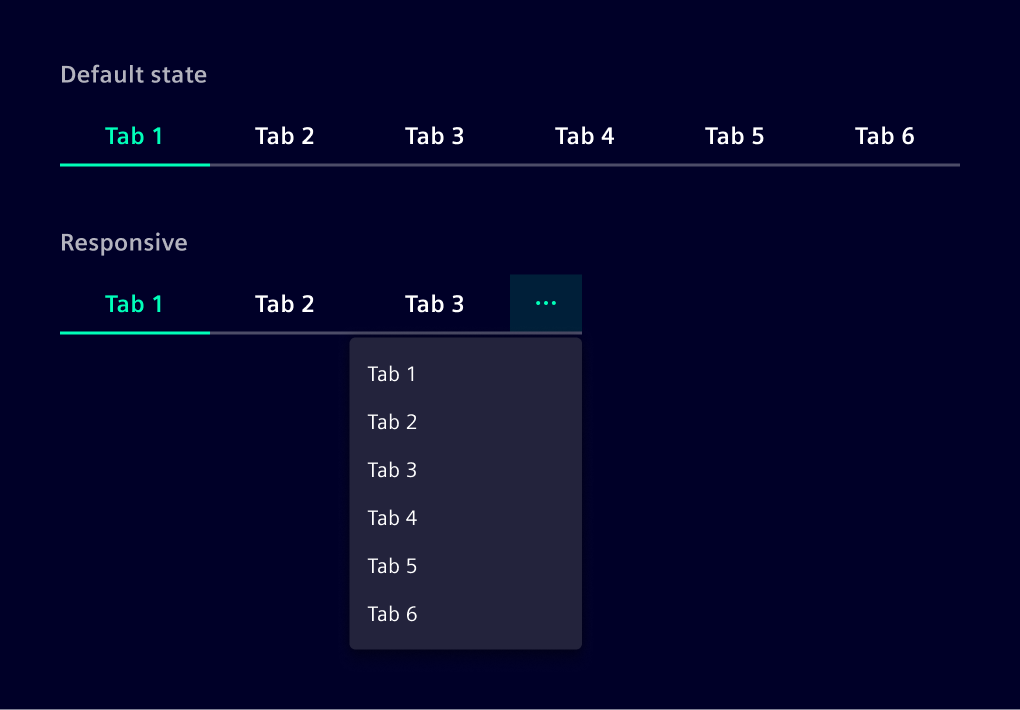 Default state
Tab 1 Tab 2 Tab 3 Tab 4 Tab 5 Tab 6
Responsive
Tab 1 Tab 2 Tab 3 ...
Tab 1
Tab 2
Tab 3
Tab 4
Tab 5
Tab 6